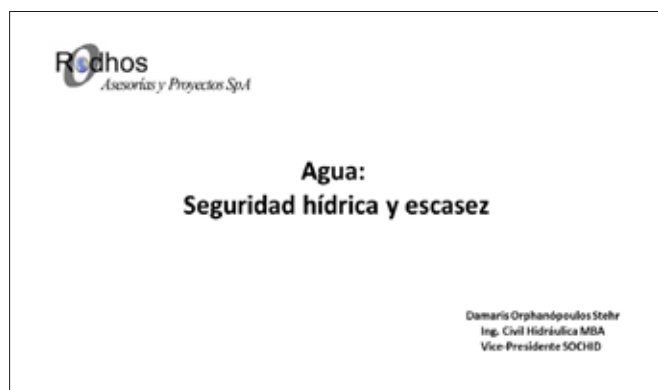 Rodhos
Asesorías y Proyectos SpA
Agua:
Seguridad hídrica y escasez
Damaris Orphanópoulos Stehr
Ing. Civil Hidráulica MBA
Vice-Presidente SOCHID